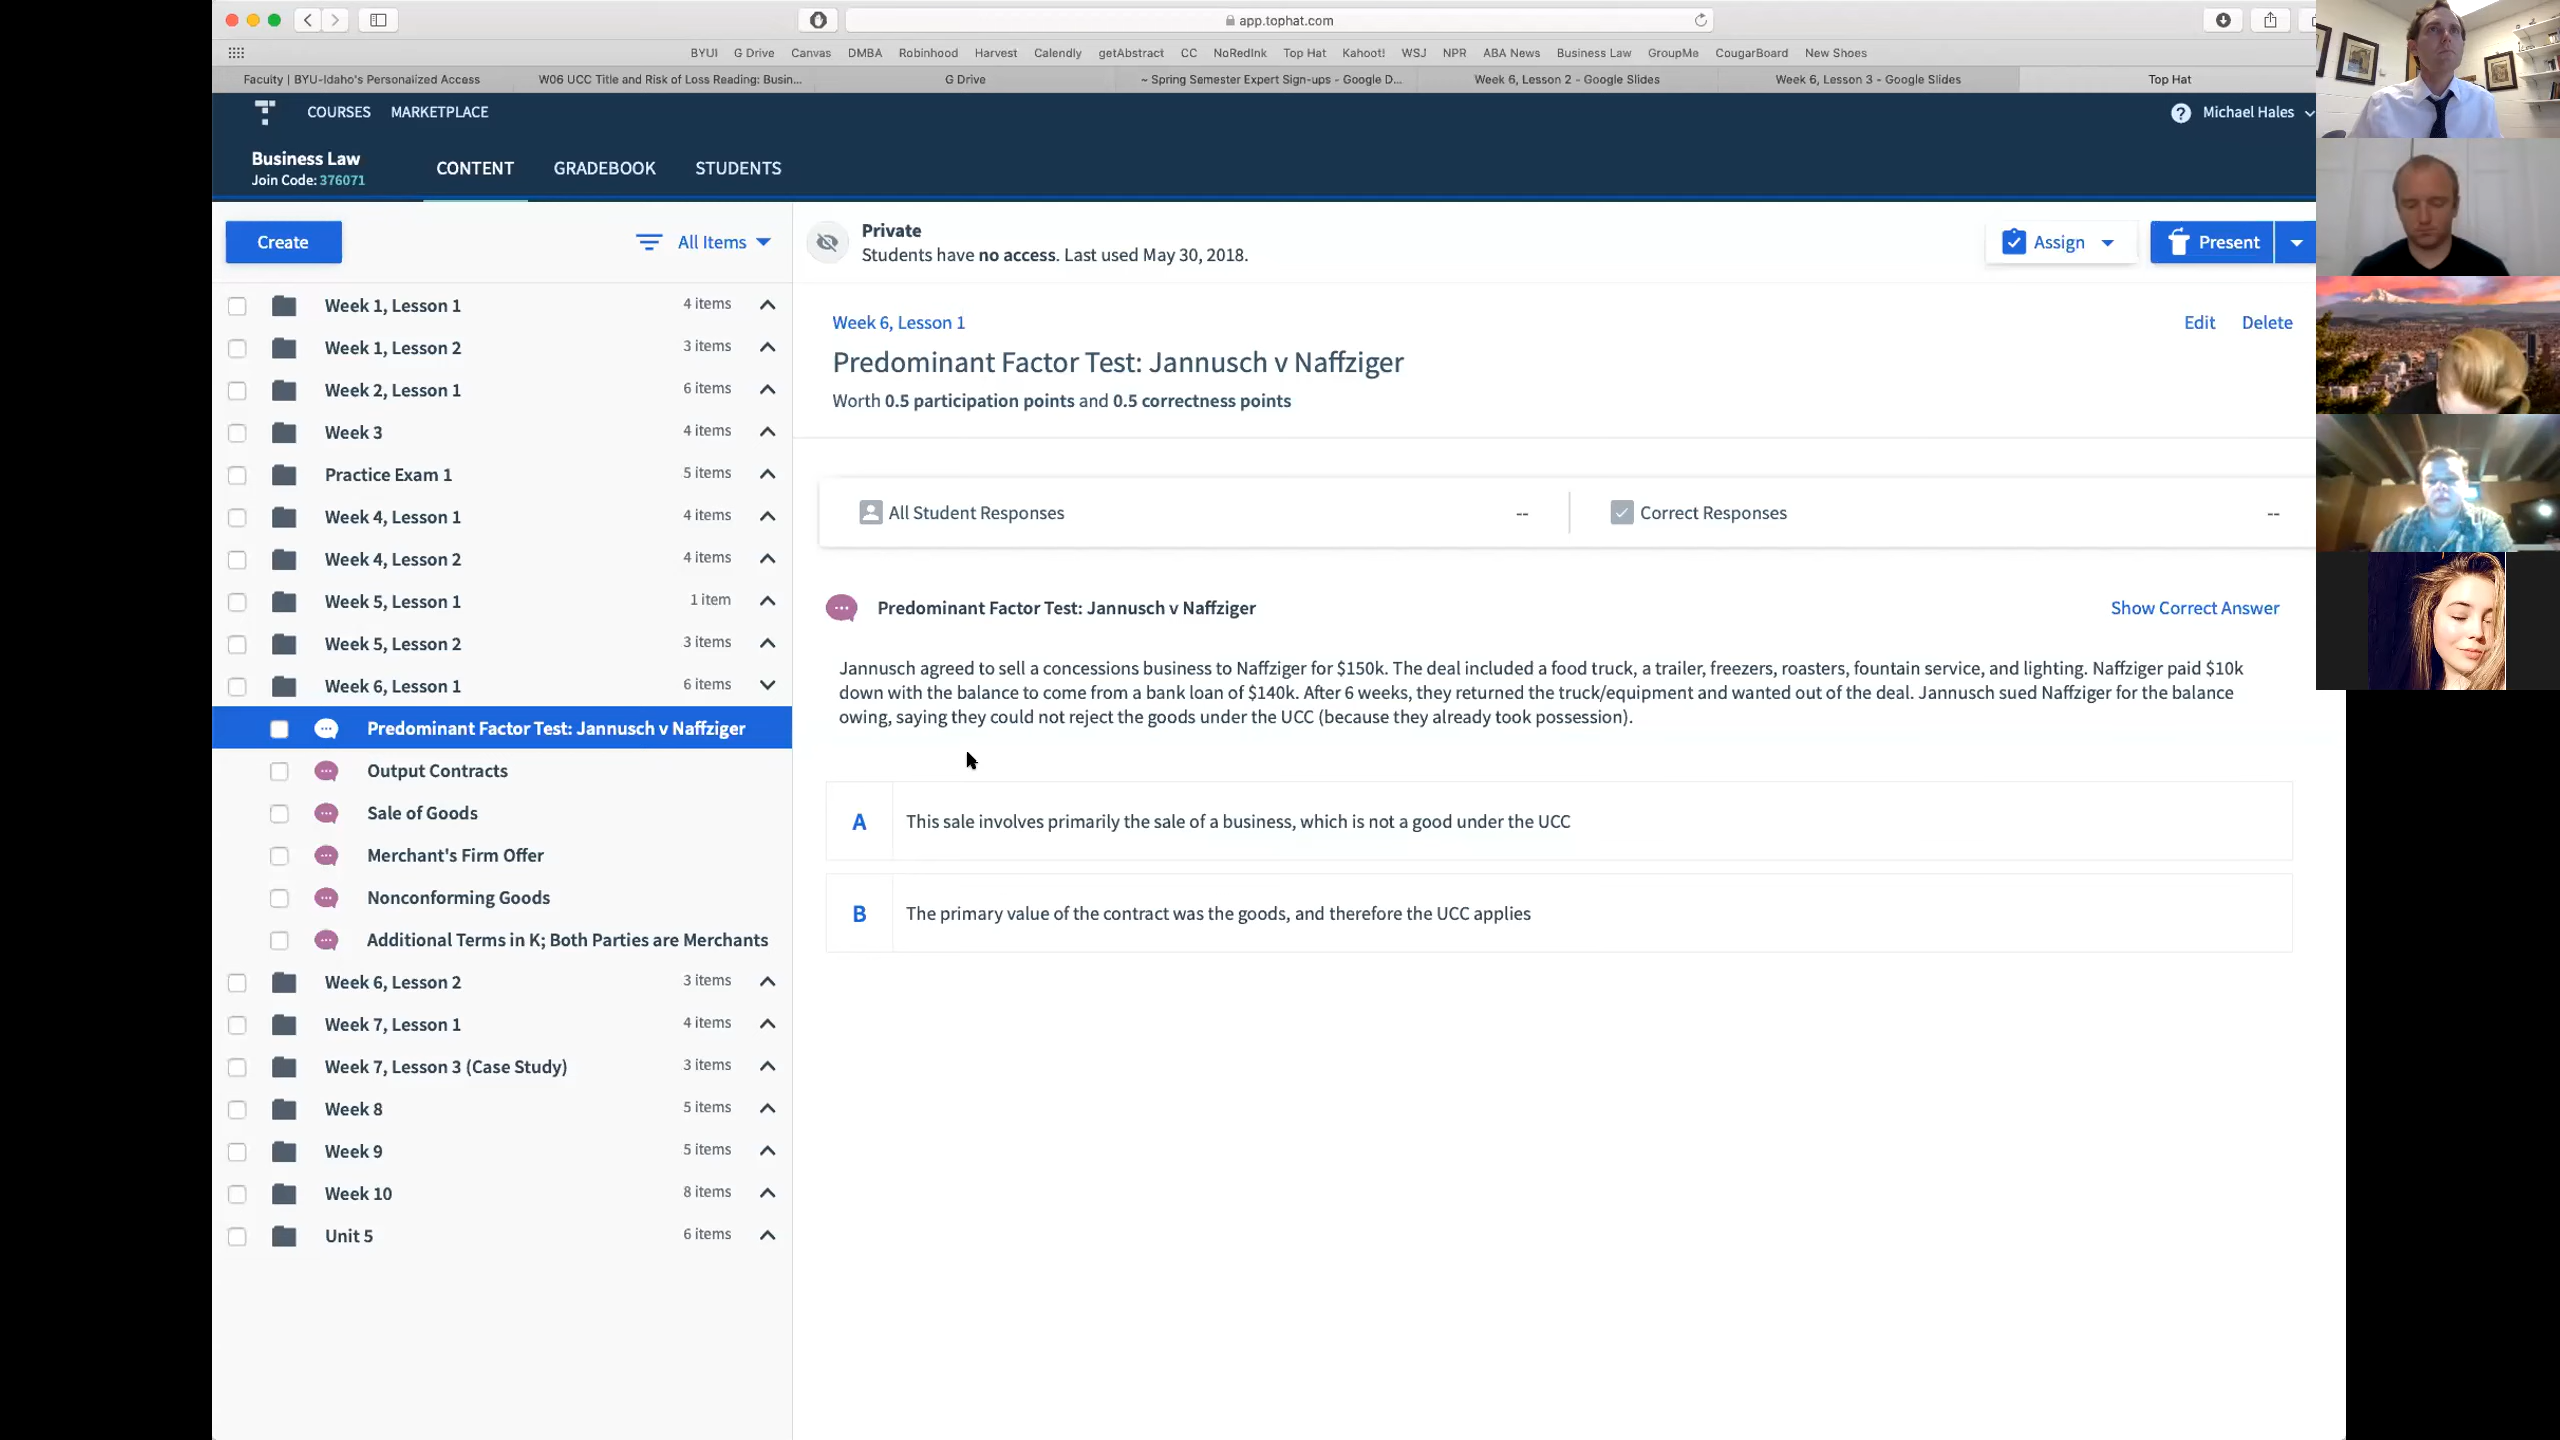 app.tophat.com
BYUI G Drive Canvas DMBA Robinhood Harvest Calendly getAbstract CC NoRedInk Top Hat Kahoot! WSJ NPR ABA News Business Law GroupMe CougarBoard New Shoes
Faculty | BYU-Idaho's Personalized Access W06 UCC Title and Risk of Loss Reading: Busin... G Drive ~ Spring Semester Expert Sign-ups - Google D... Week 6, Lesson 2 - Google Slides Week 6, Lesson 3 - Google Slides Top Hat
COURSES MARKETPLACE
Michael Hales
Business Law
Join Code: 376071
CONTENT GRADEBOOK STUDENTS
Create
All Items
Private
Students have no access. Last used May 30, 2018.
Assign
Present
Week 1, Lesson 1 4 items
Week 1, Lesson 2 3 items
Week 2, Lesson 1 6 items
Week 3 4 items
Practice Exam 1 5 items
Week 4, Lesson 1 4 items
Week 4, Lesson 2 4 items
Week 5, Lesson 1 1 item
Week 5, Lesson 2 3 items
Week 6, Lesson 1 6 items
Predominant Factor Test: Jannusch v Naffziger
Output Contracts
Sale of Goods
Merchant's Firm Offer
Nonconforming Goods
Additional Terms in K; Both Parties are Merchants
Week 6, Lesson 2 3 items
Week 7, Lesson 1 4 items
Week 7, Lesson 3 (Case Study) 3 items
Week 8 5 items
Week 9 5 items
Week 10 8 items
Unit 5 6 items
Week 6, Lesson 1
Edit Delete
Predominant Factor Test: Jannusch v Naffziger
Worth 0.5 participation points and 0.5 correctness points
All Student Responses --
Correct Responses --
Predominant Factor Test: Jannusch v Naffziger
Show Correct Answer
Jannusch agreed to sell a concessions business to Naffziger for $150k. The deal included a food truck, a trailer, freezers, roasters, fountain service, and lighting. Naffziger paid $10k
down with the balance to come from a bank loan of $140k. After 6 weeks, they returned the truck/equipment and wanted out of the deal. Jannusch sued Naffziger for the balance
owing, saying they could not reject the goods under the UCC (because they already took possession).
A This sale involves primarily the sale of a business, which is not a good under the UCC
B The primary value of the contract was the goods, and therefore the UCC applies